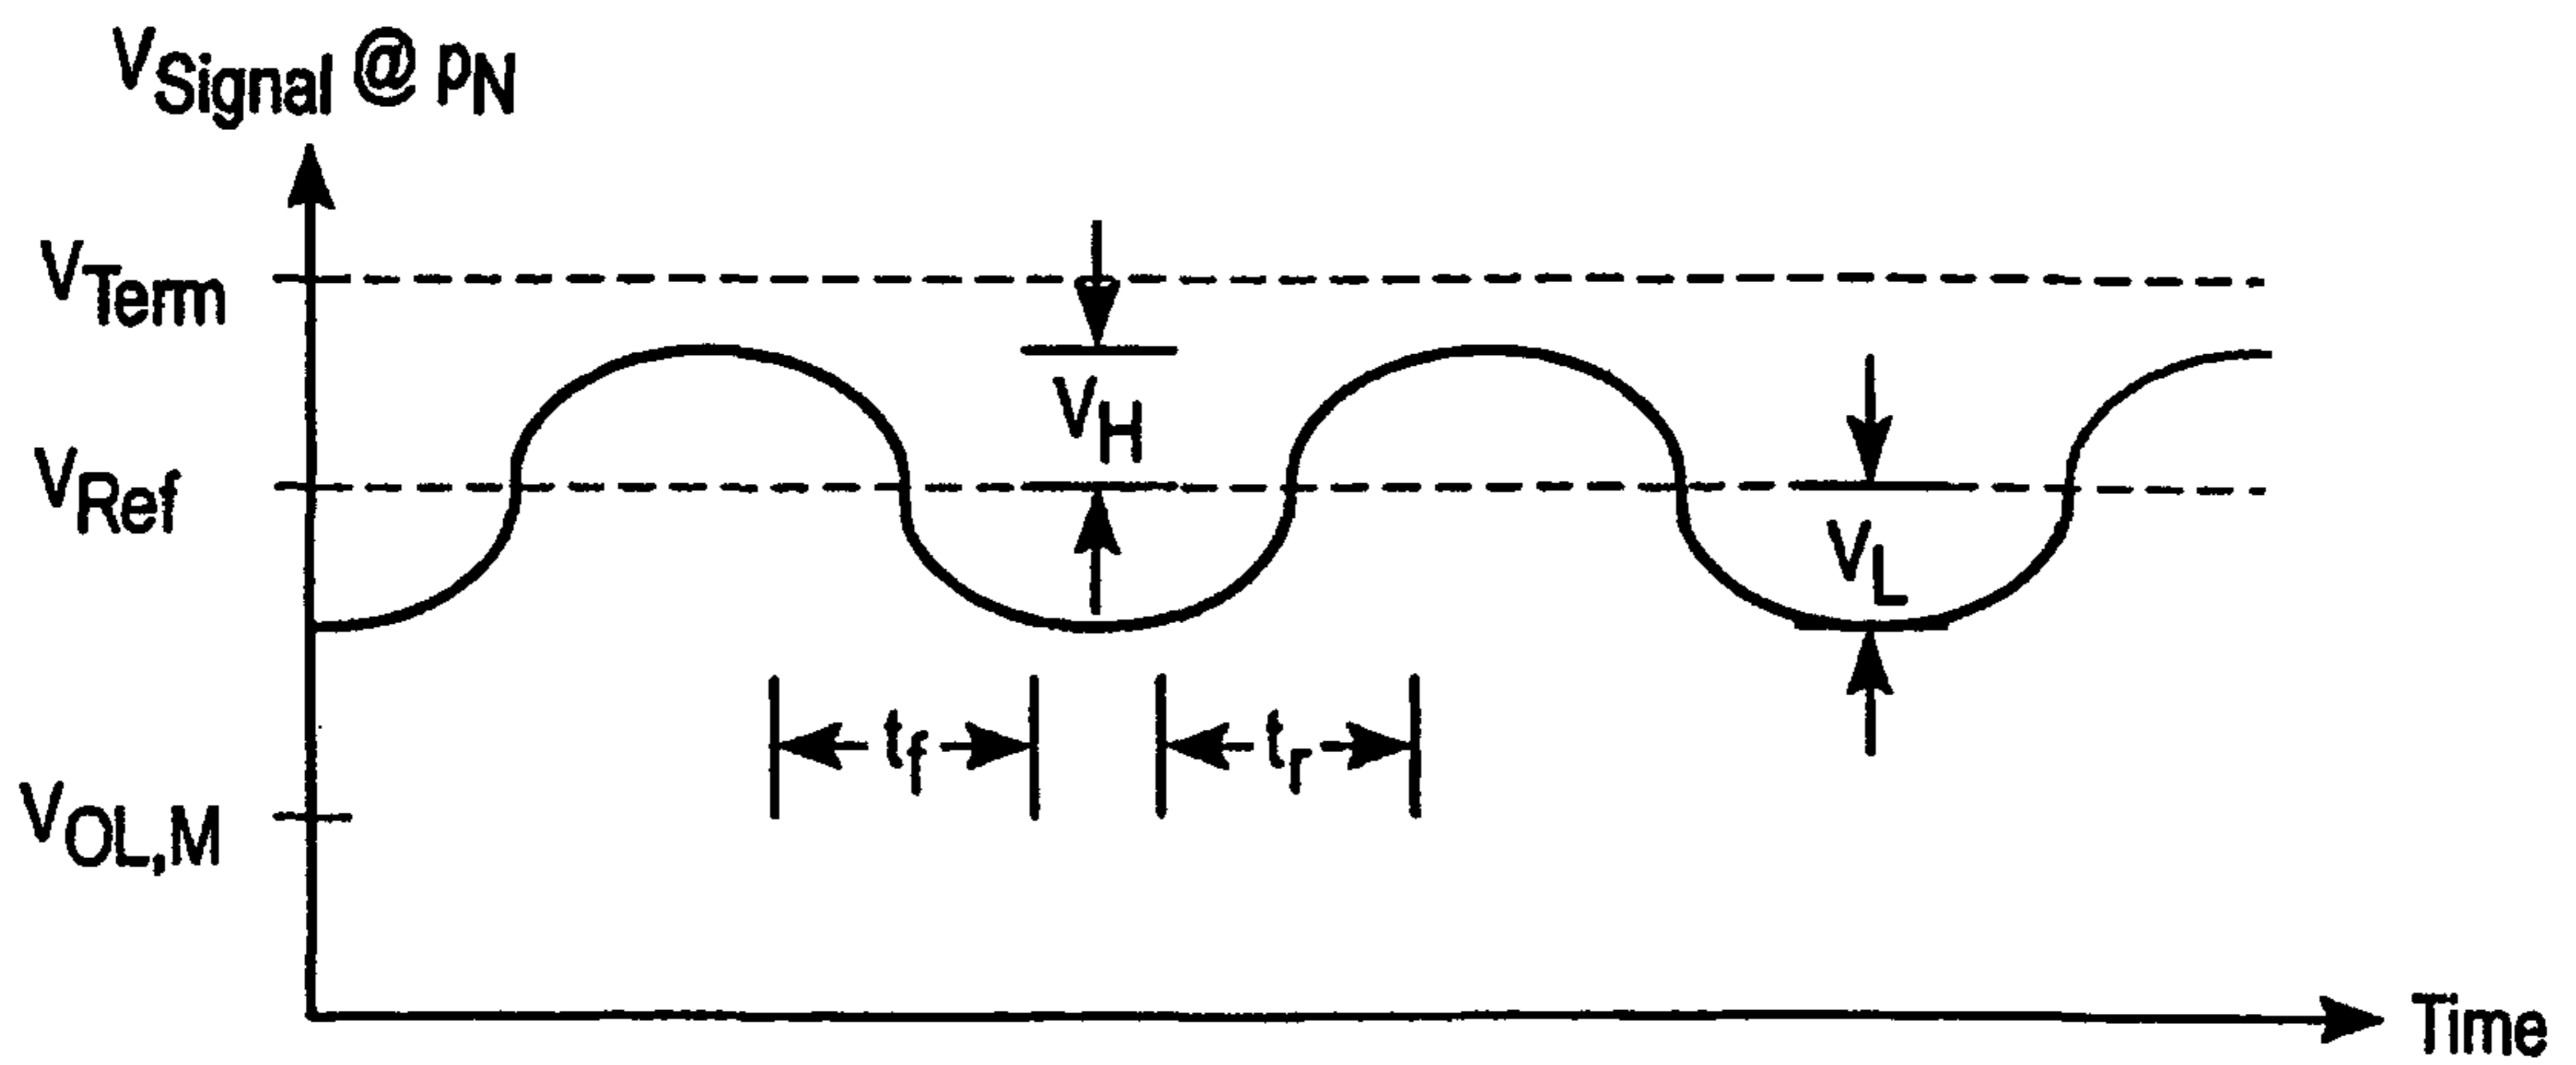 VSignal @ pN
VTerm
VH
VRef
VL
tf
tr
VOL,M
Time